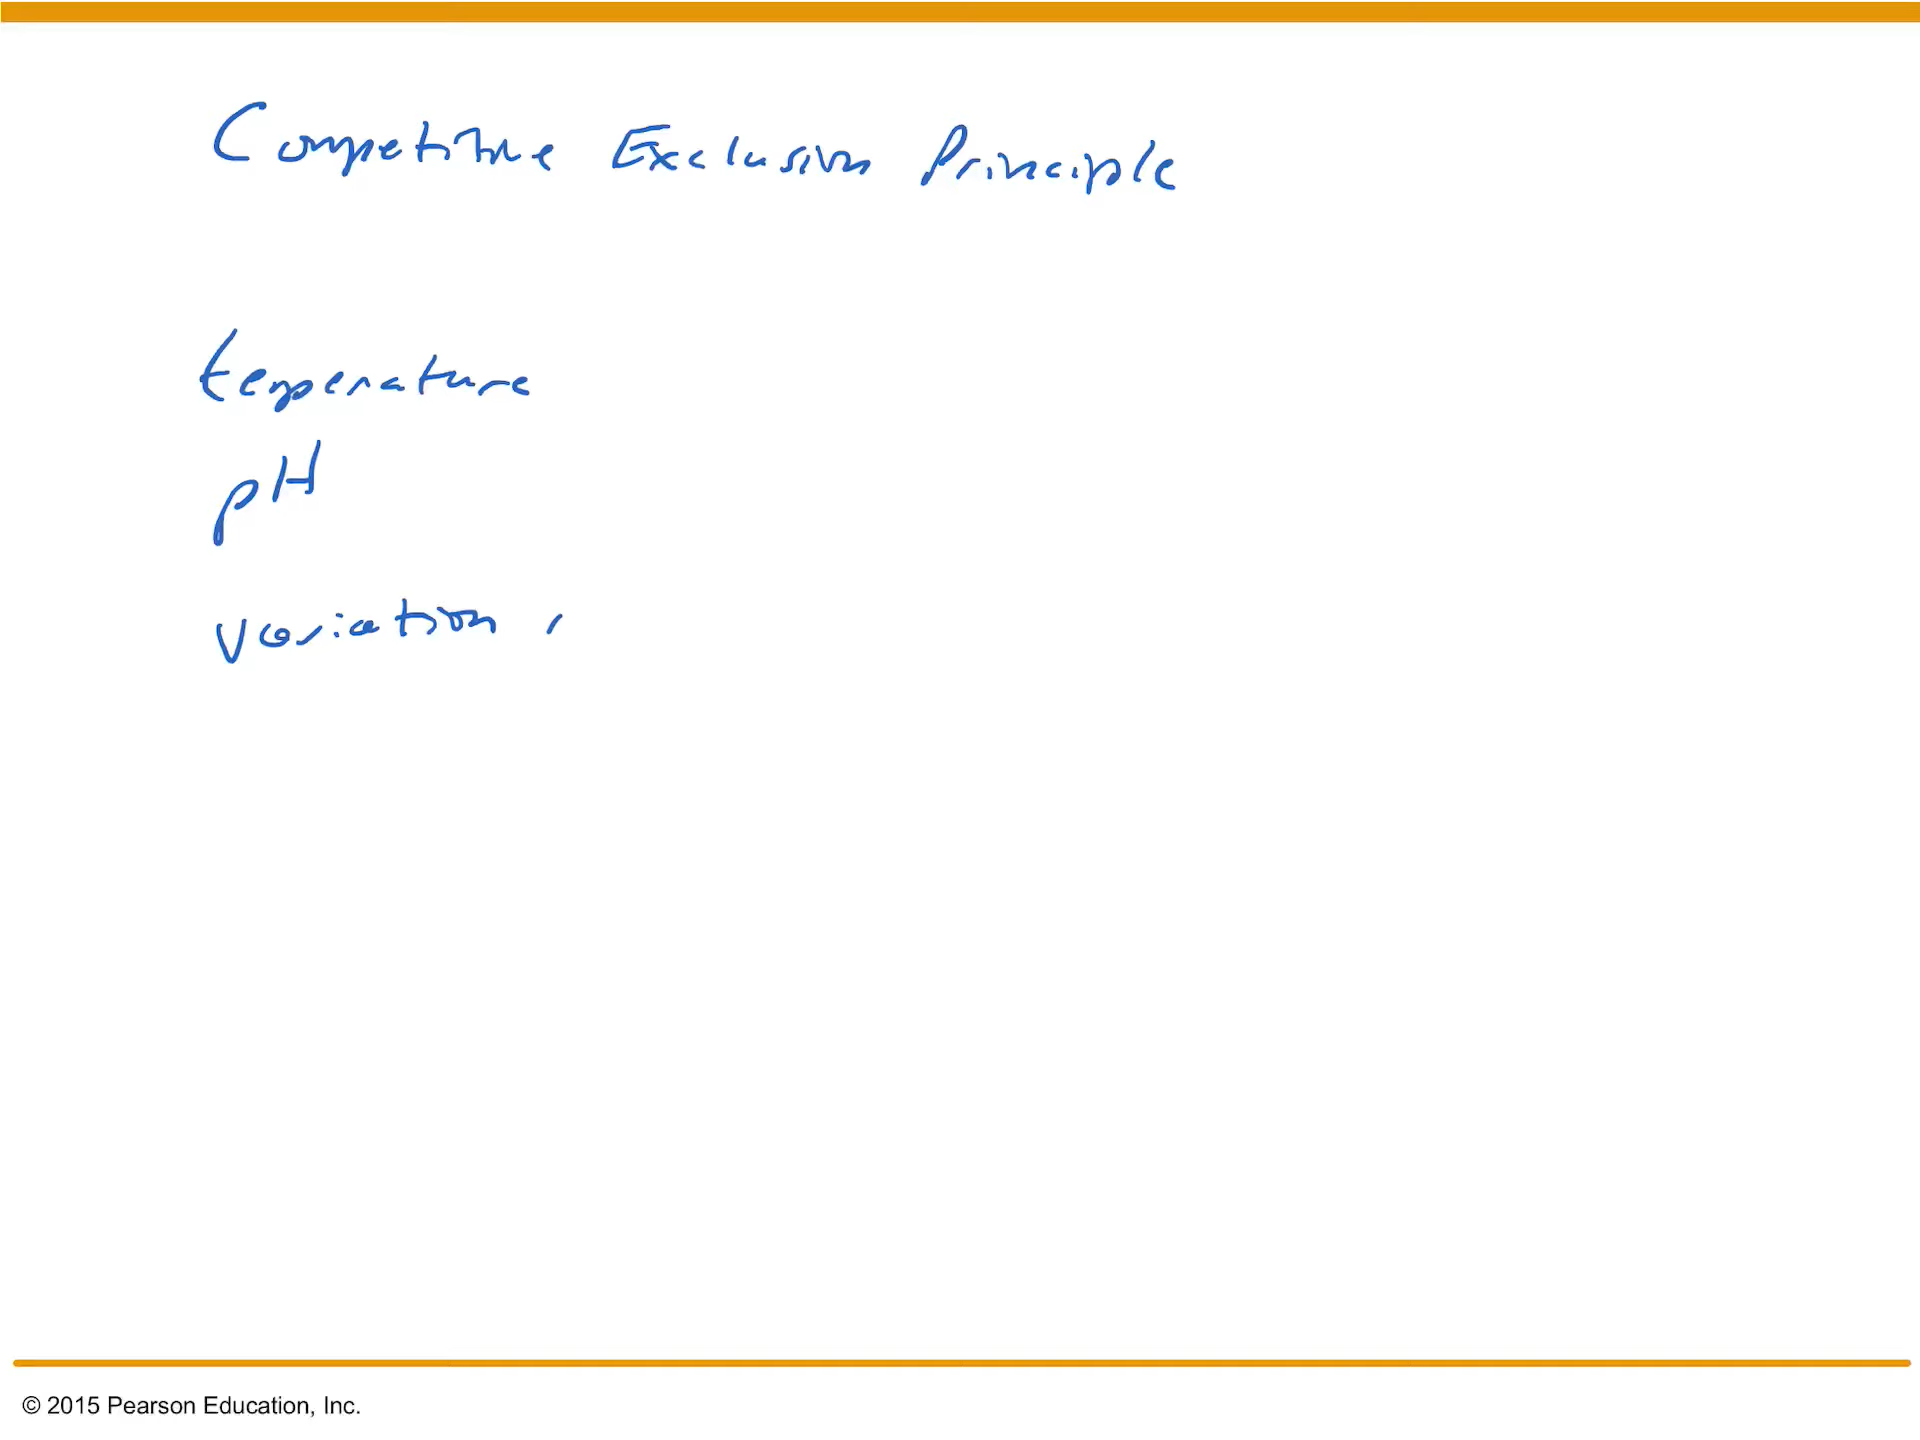 Competitive Exclusion Principle
temperature
pH
variation
© 2015 Pearson Education, Inc.